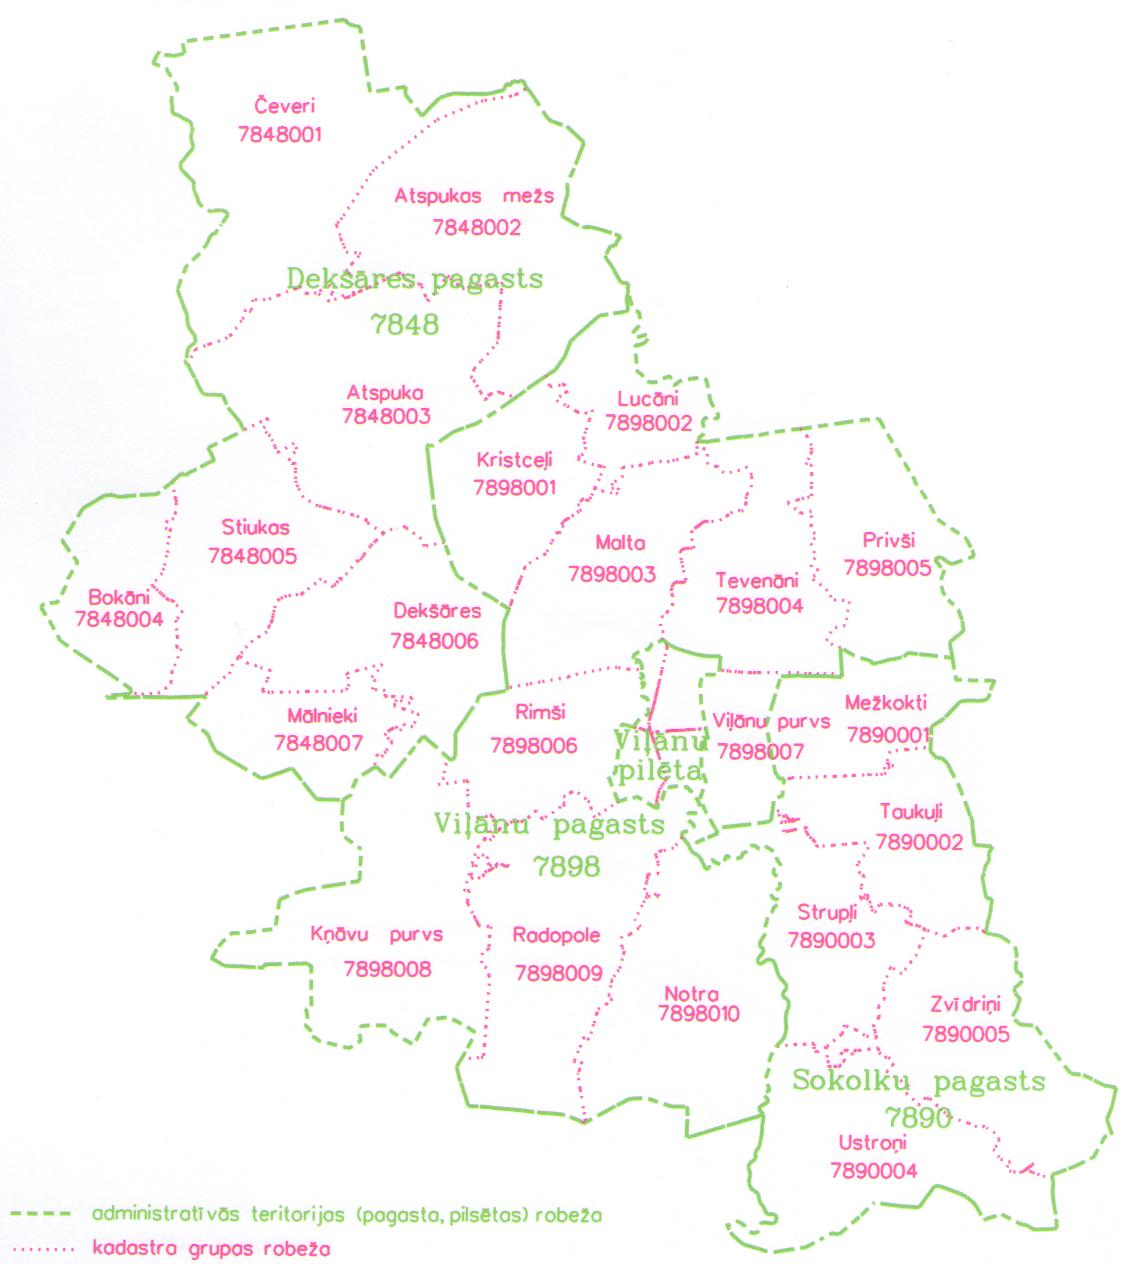 Čeveri
7848001
Atspukas mežs
7848002
Dekšāres pagasts
7848
Atspuka
7848003
Lucāni
7898002
Kristceļi
7898001
Stiukas
7848005
Malta
7898003
Privši
7898005
Tevenāni
7898004
Bokāni
7848004
Dekšāres
7848006
Mālnieki
7848007
Rimši
7898006
Viļānu
pilēta
Viļānu purvs
7898007
Mežkokti
7890001
Taukuļi
7890002
Viļānu pagasts
7898
Strupļi
7890003
Kņāvu purvs
7898008
Radopole
7898009
Notra
7898010
Zvīdriņi
7890005
Sokolku pagasts
7890
Ustroņi
7890004
administratīvās teritorijas (pagasta, pilsētas) robeža
kadastra grupas robeža